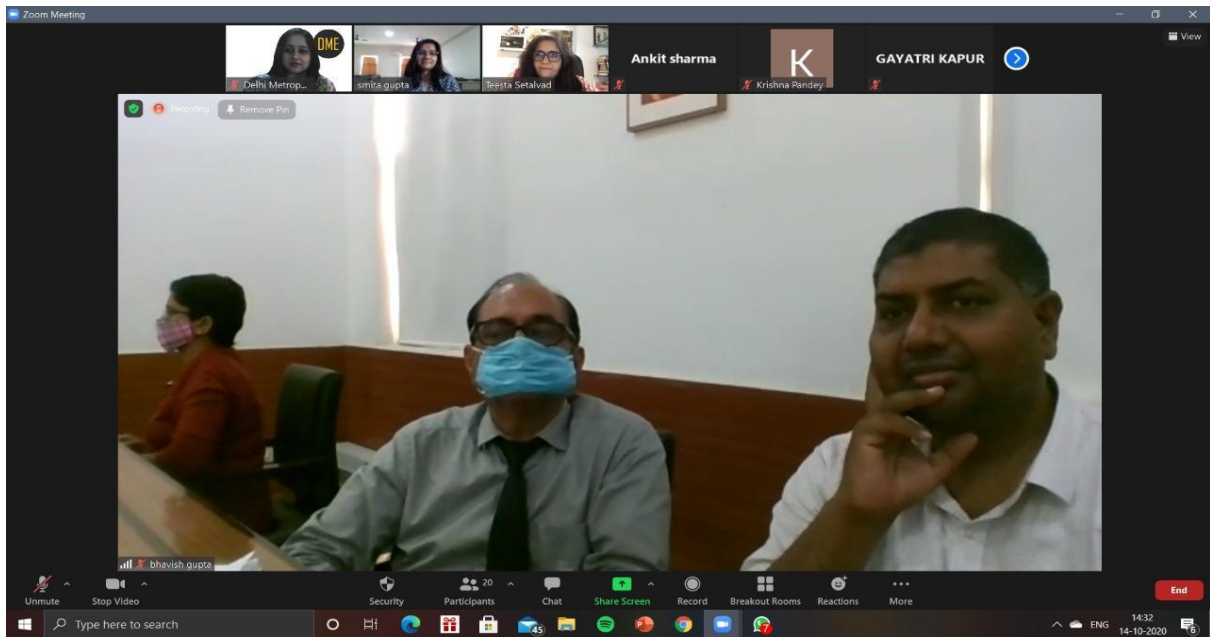 Zoom Meeting
View
DME
Delhi Metrop...
smita gupta
Teesta Setalvad
Ankit sharma
K
Krishna Pandey
GAYATRI KAPUR
Recording
Remove Pin
bhavish gupta
Unmute
Stop Video
Security
Participants
20
Chat
Share Screen
Record
Breakout Rooms
Reactions
More
End
Type here to search
45
7
ENG
14:32
14-10-2020
6